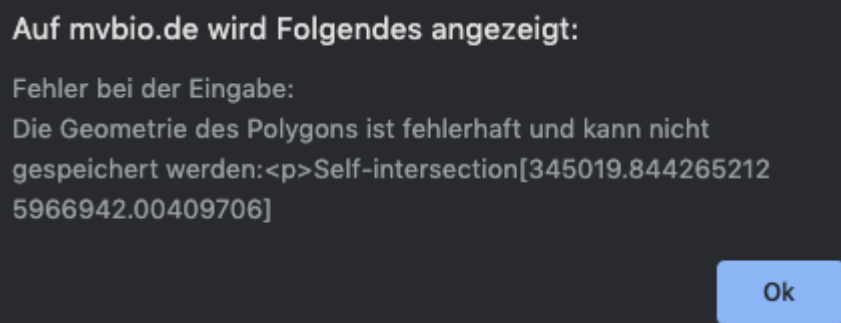 Auf mvbio.de wird Folgendes angezeigt:
Fehler bei der Eingabe:
Die Geometrie des Polygons ist fehlerhaft und kann nicht
gespeichert werden:<p>Self-intersection[345019.844265212
5966942.00409706]
Ok